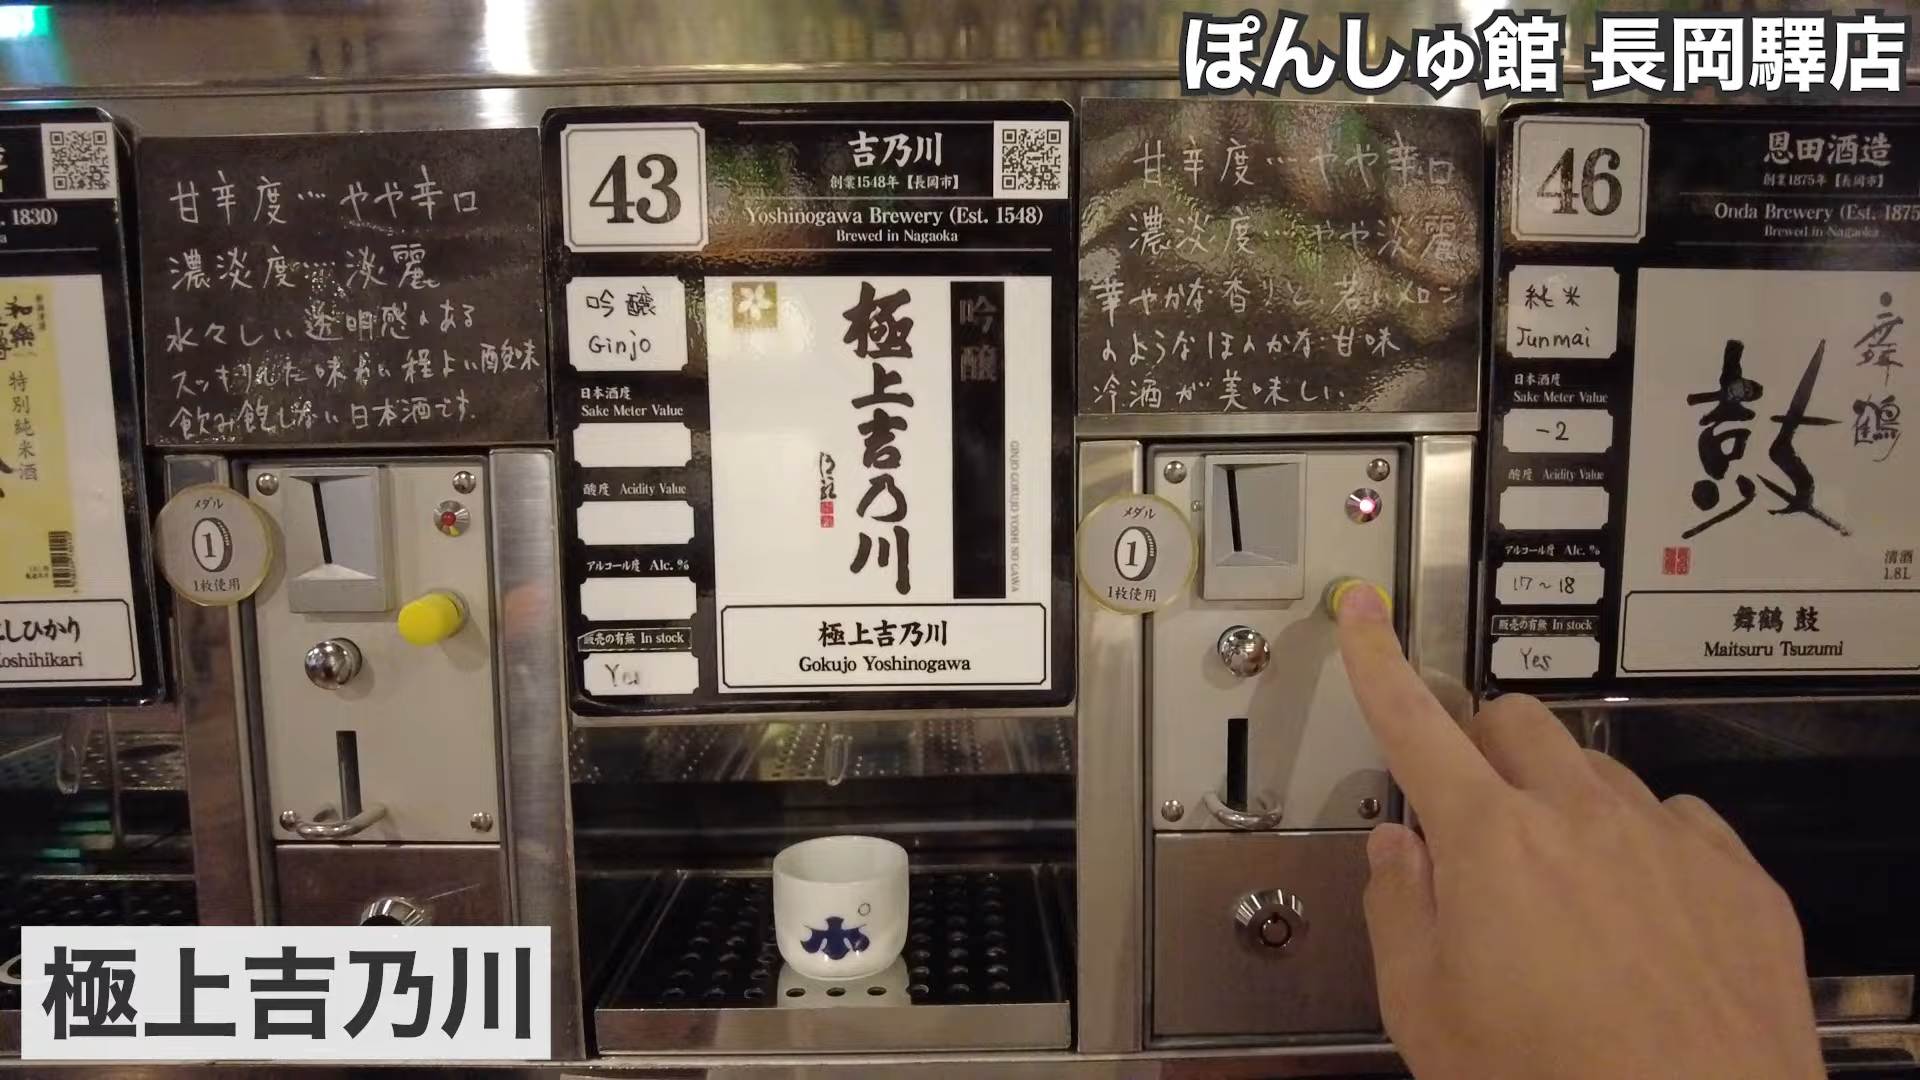 ぽんしゅ館 長岡驛店
. 1830)
和樂
特別純米酒
こしひかり
Koshihikari
甘辛度…やや辛口
濃淡度…淡麗
水々しい透明感のある
スッキリした味わい程よい酸味
飲み飽しない日本酒です.
メダル
1
1枚使用
43
吉乃川
創業1548年【長岡市】
Yoshinogawa Brewery (Est. 1548)
Brewed in Nagaoka
吟醸
Ginjo
日本酒度
Sake Meter Value
酸度 Acidity Value
アルコール度 Alc. %
販売の有無 In stock
Yes
吟醸
極上吉乃川
GINJO GOKUJO YOSHI NO GAWA
極上吉乃川
Gokujo Yoshinogawa
甘辛度…やや辛口
濃淡度…やや淡麗
華やかな香りと若いメロン
のようなほのかな甘味
冷酒が美味しい.
メダル
1
1枚使用
46
恩田酒造
創業1875年【長岡市】
Onda Brewery (Est. 1875
Brewed in Nagaoka
純米
Junmai
日本酒度
Sake Meter Value
-2
酸度 Acidity Value
アルコール度 Alc. %
17~18
販売の有無 In stock
Yes
舞鶴
鼓
清酒
1.8L
舞鶴 鼓
Maitsuru Tsuzumi
極上吉乃川